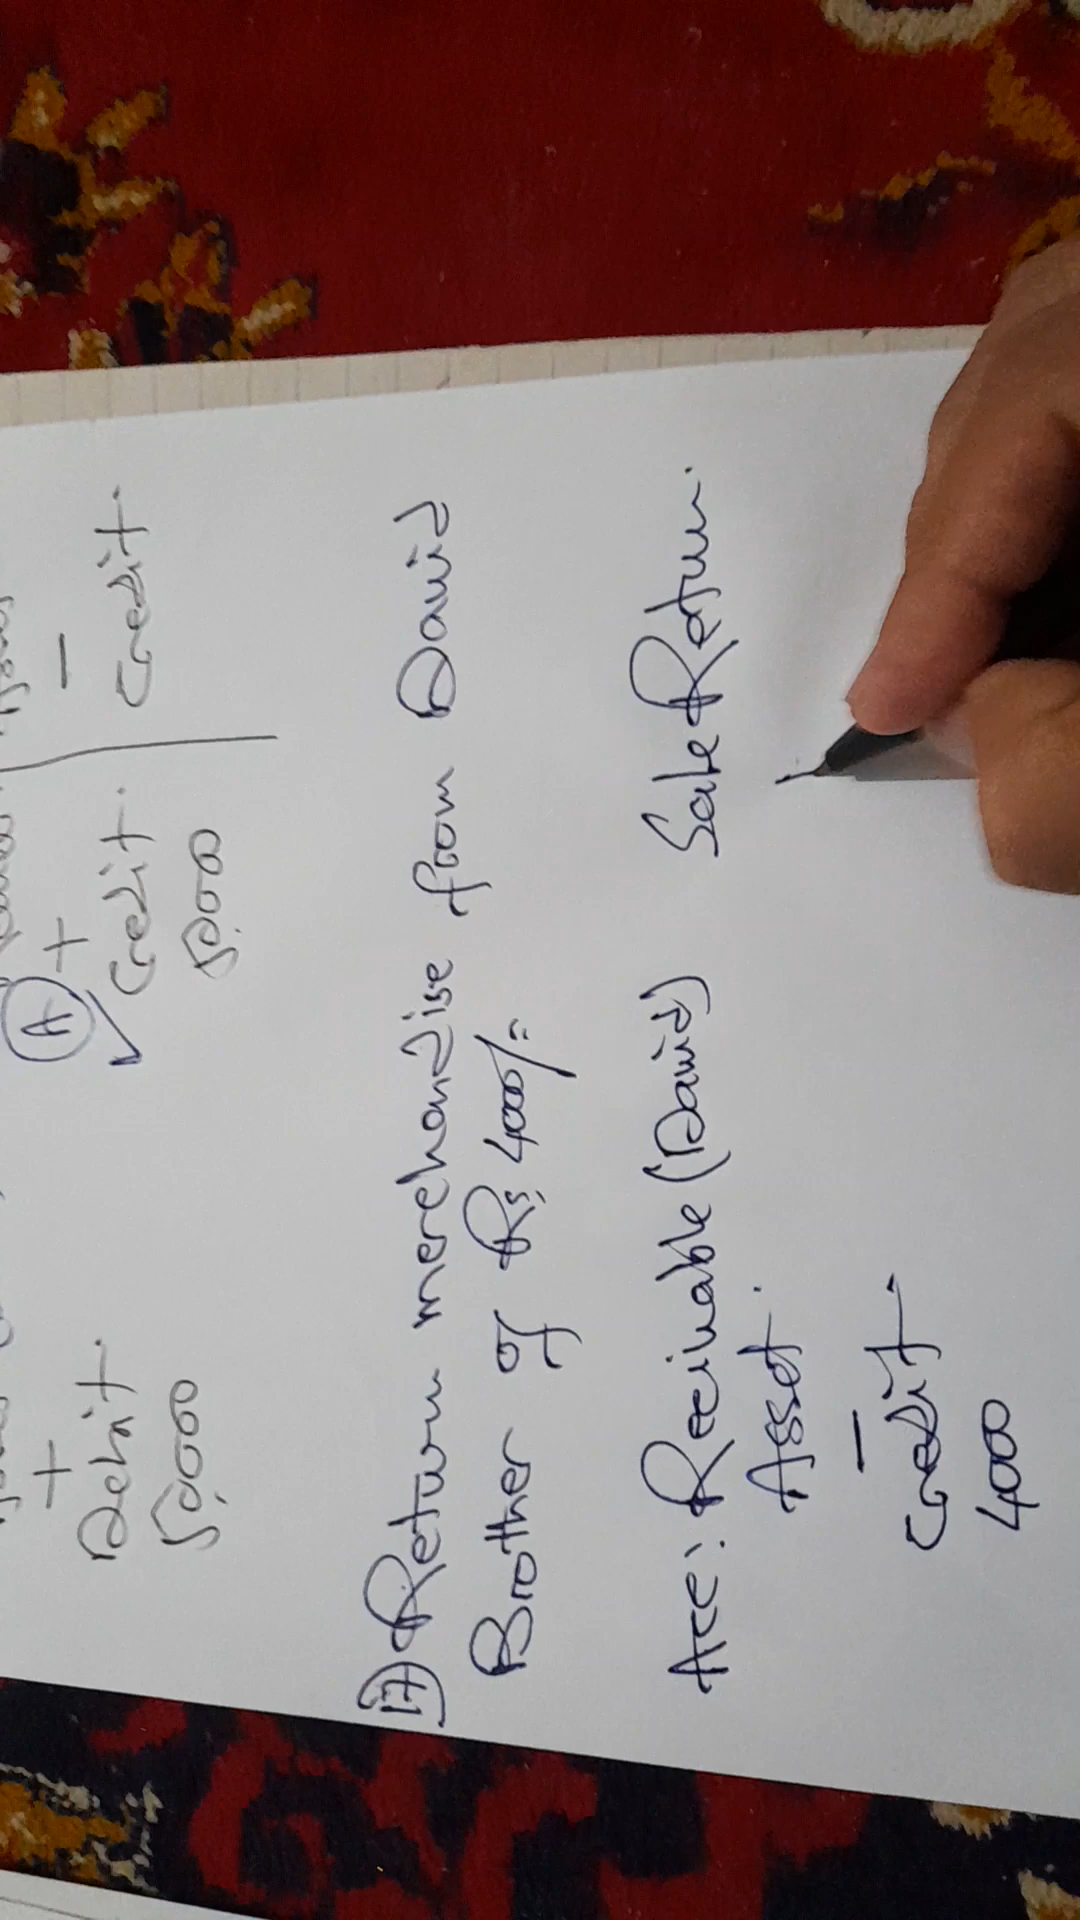 + Debit. 5000
A + Credit. 5000
— Credit.
17 Return merchandise from David
Brother of Rs: 4000/=
Acc: Receivable (David) Sale Return.
Asset.
—
Credit
4000